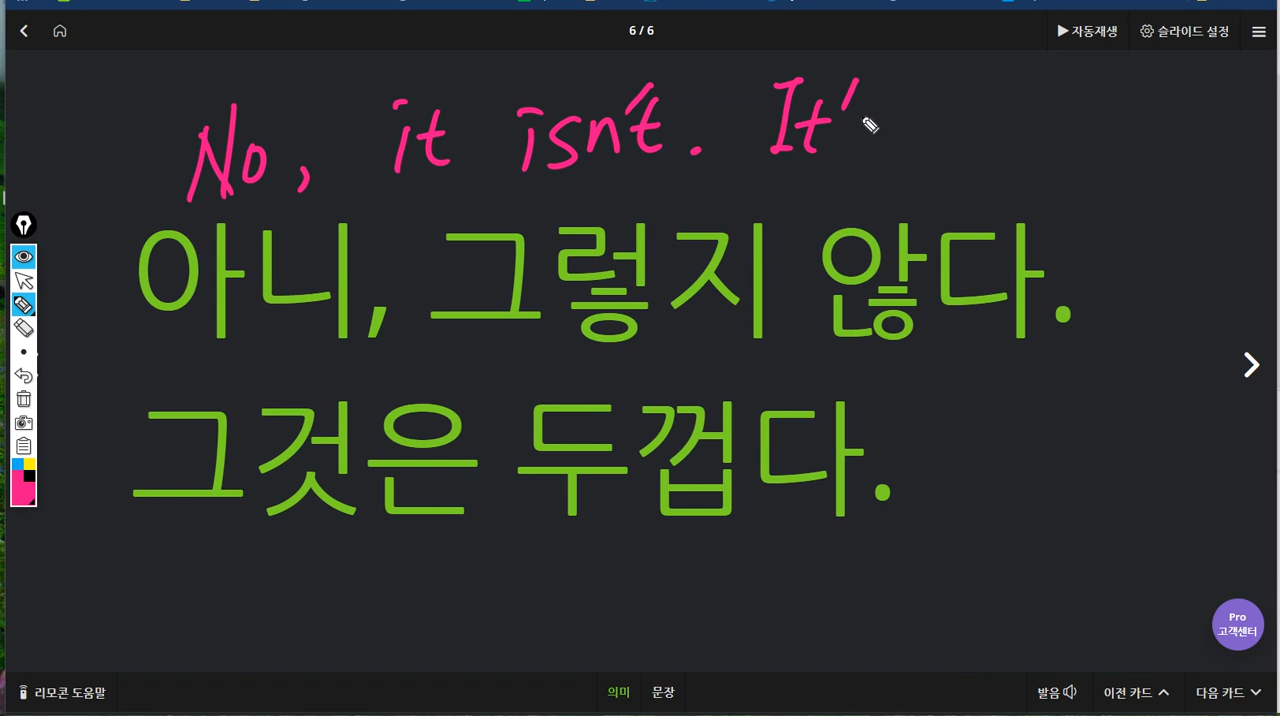 6 / 6
자동재생
슬라이드 설정
No, it isn't. It'
아니, 그렇지 않다.
그것은 두껍다.
Pro
고객센터
리모콘 도움말
의미
문장
발음
이전 카드
다음 카드